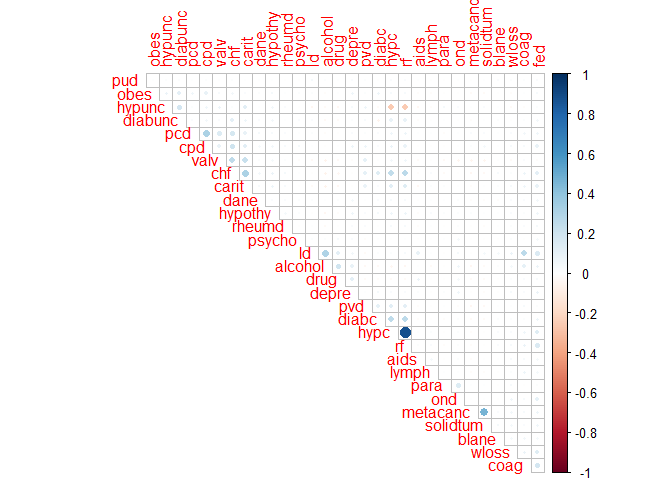 obes
hypunc
diabunc
pcd
cpd
valv
chf
carit
dane
hypothy
rheumd
psycho
ld
alcohol
drug
depre
pvd
diabc
hypc
rf
aids
lymph
para
ond
metacanc
solidtum
blane
wloss
coag
fed
pud
obes
hypunc
diabunc
pcd
cpd
valv
chf
carit
dane
hypothy
rheumd
psycho
ld
alcohol
drug
depre
pvd
diabc
hypc
rf
aids
lymph
para
ond
metacanc
solidtum
blane
wloss
coag
1
0.8
0.6
0.4
0.2
0
-0.2
-0.4
-0.6
-0.8
-1